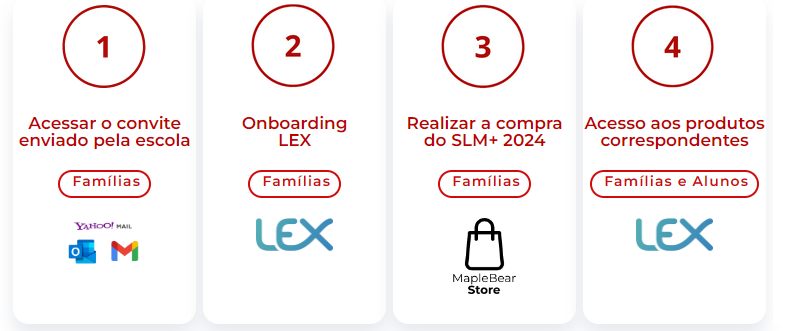 1
Acessar o convite
enviado pela escola
Famílias
YAHOO! MAIL
2
Onboarding
LEX
Famílias
LEX
3
Realizar a compra
do SLM+ 2024
Famílias
MapleBear
Store
4
Acesso aos produtos
correspondentes
Famílias e Alunos
LEX